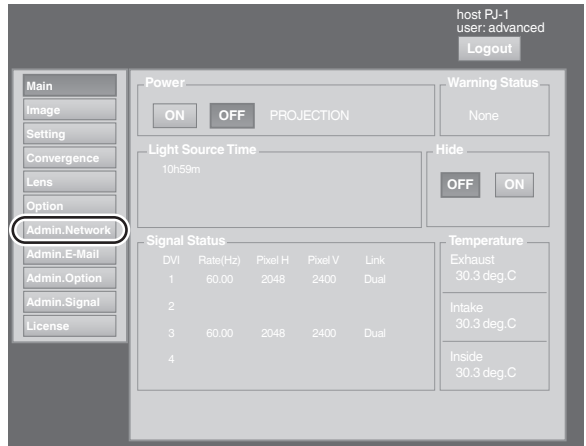 host PJ-1
user: advanced
Logout
Main
Image
Setting
Convergence
Lens
Option
Admin.Network
Admin.E-Mail
Admin.Option
Admin.Signal
License
Power
ON OFF PROJECTION
Warning Status
None
Light Source Time
10h59m
Hide
OFF ON
Signal Status
DVI Rate(Hz) Pixel H Pixel V Link
1 60.00 2048 2400 Dual
2
3 60.00 2048 2400 Dual
4
Temperature
Exhaust
30.3 deg.C
Intake
30.3 deg.C
Inside
30.3 deg.C